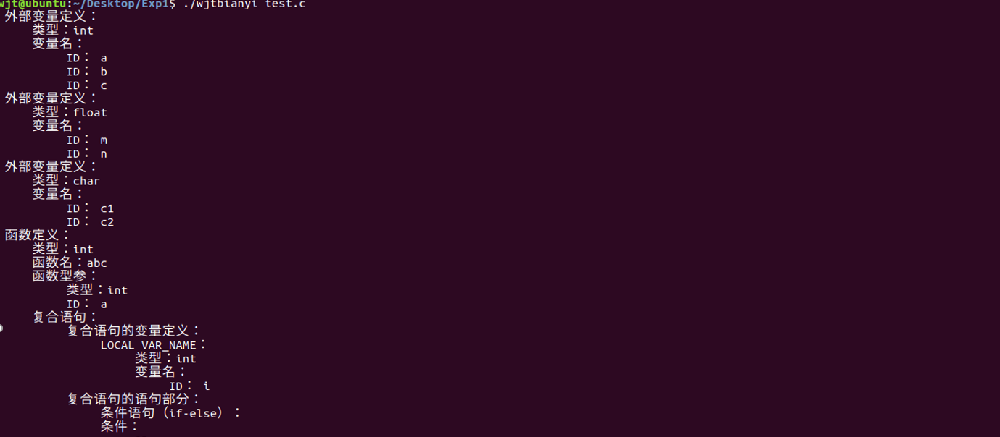 wjt@ubuntu:~/Desktop/Exp1$ ./wjtbianyi test.c
外部变量定义：
类型：int
变量名：
ID： a
ID： b
ID： c
外部变量定义：
类型：float
变量名：
ID： m
ID： n
外部变量定义：
类型：char
变量名：
ID： c1
ID： c2
函数定义：
类型：int
函数名：abc
函数型参：
类型：int
ID： a
复合语句：
复合语句的变量定义：
LOCAL VAR_NAME：
类型：int
变量名：
ID： i
复合语句的语句部分：
条件语句（if-else）：
条件：